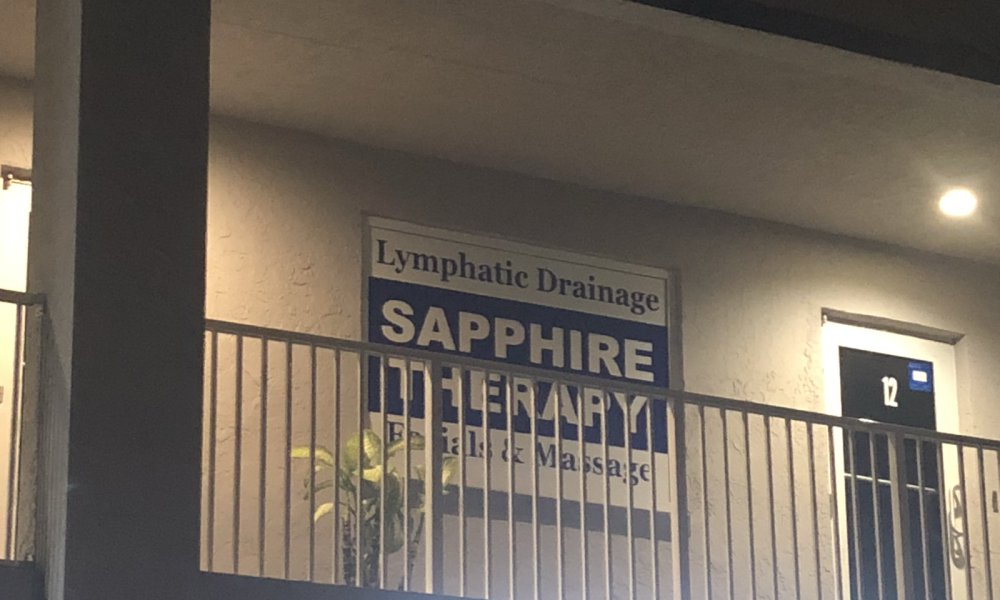 Lymphatic Drainage
SAPPHIRE
THERAPY
Facials & Massage
12